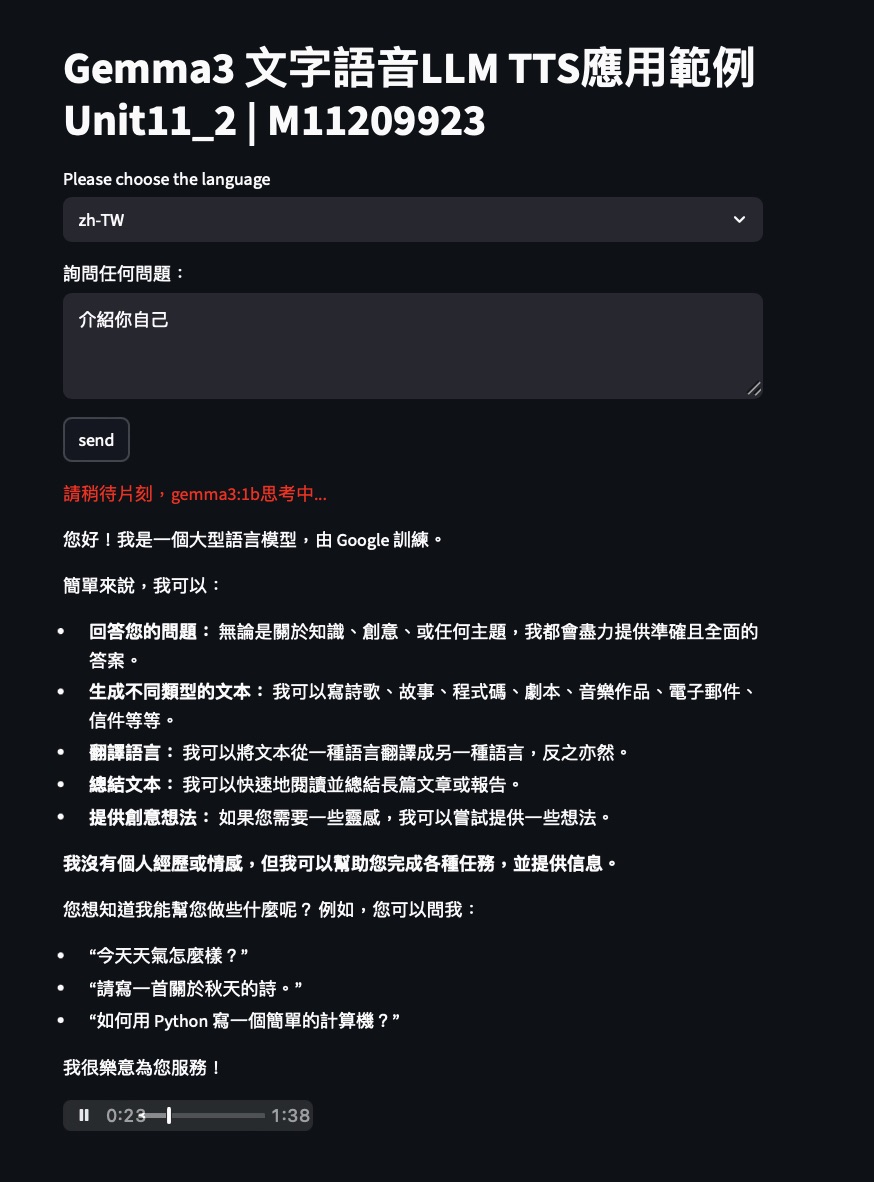 Gemma3 文字語音LLM TTS應用範例
Unit11_2 | M11209923
Please choose the language
zh-TW
詢問任何問題：
介紹你自己
send
請稍待片刻，gemma3:1b思考中...
您好！我是一個大型語言模型，由 Google 訓練。
簡單來說，我可以：
• 回答您的問題： 無論是關於知識、創意、或任何主題，我都會盡力提供準確且全面的
答案。
• 生成不同類型的文本： 我可以寫詩歌、故事、程式碼、劇本、音樂作品、電子郵件、
信件等等。
• 翻譯語言： 我可以將文本從一種語言翻譯成另一種語言，反之亦然。
• 總結文本： 我可以快速地閱讀並總結長篇文章或報告。
• 提供創意想法： 如果您需要一些靈感，我可以嘗試提供一些想法。
我沒有個人經歷或情感，但我可以幫助您完成各種任務，並提供信息。
您想知道我能幫您做些什麼呢？ 例如，您可以問我：
• “今天天氣怎麼樣？”
• “請寫一首關於秋天的詩。”
• “如何用 Python 寫一個簡單的計算機？”
我很樂意為您服務！
0:23 1:38